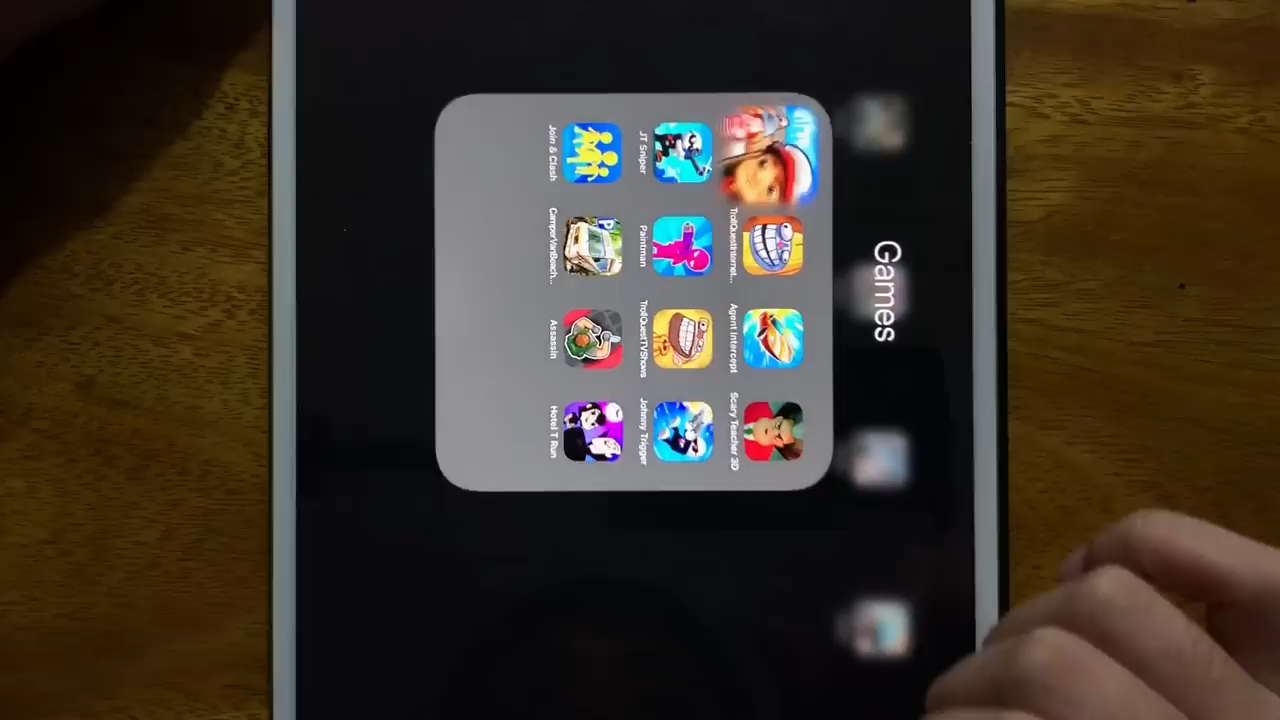 Games
TrollQuestInternet...
Agent Intercept
Scary Teacher 3D
JT Sniper
Paintman
TrollQuestTVShows
Johnny Trigger
Join & Clash
CamperVanBeach...
Assassin
Hotel T Run